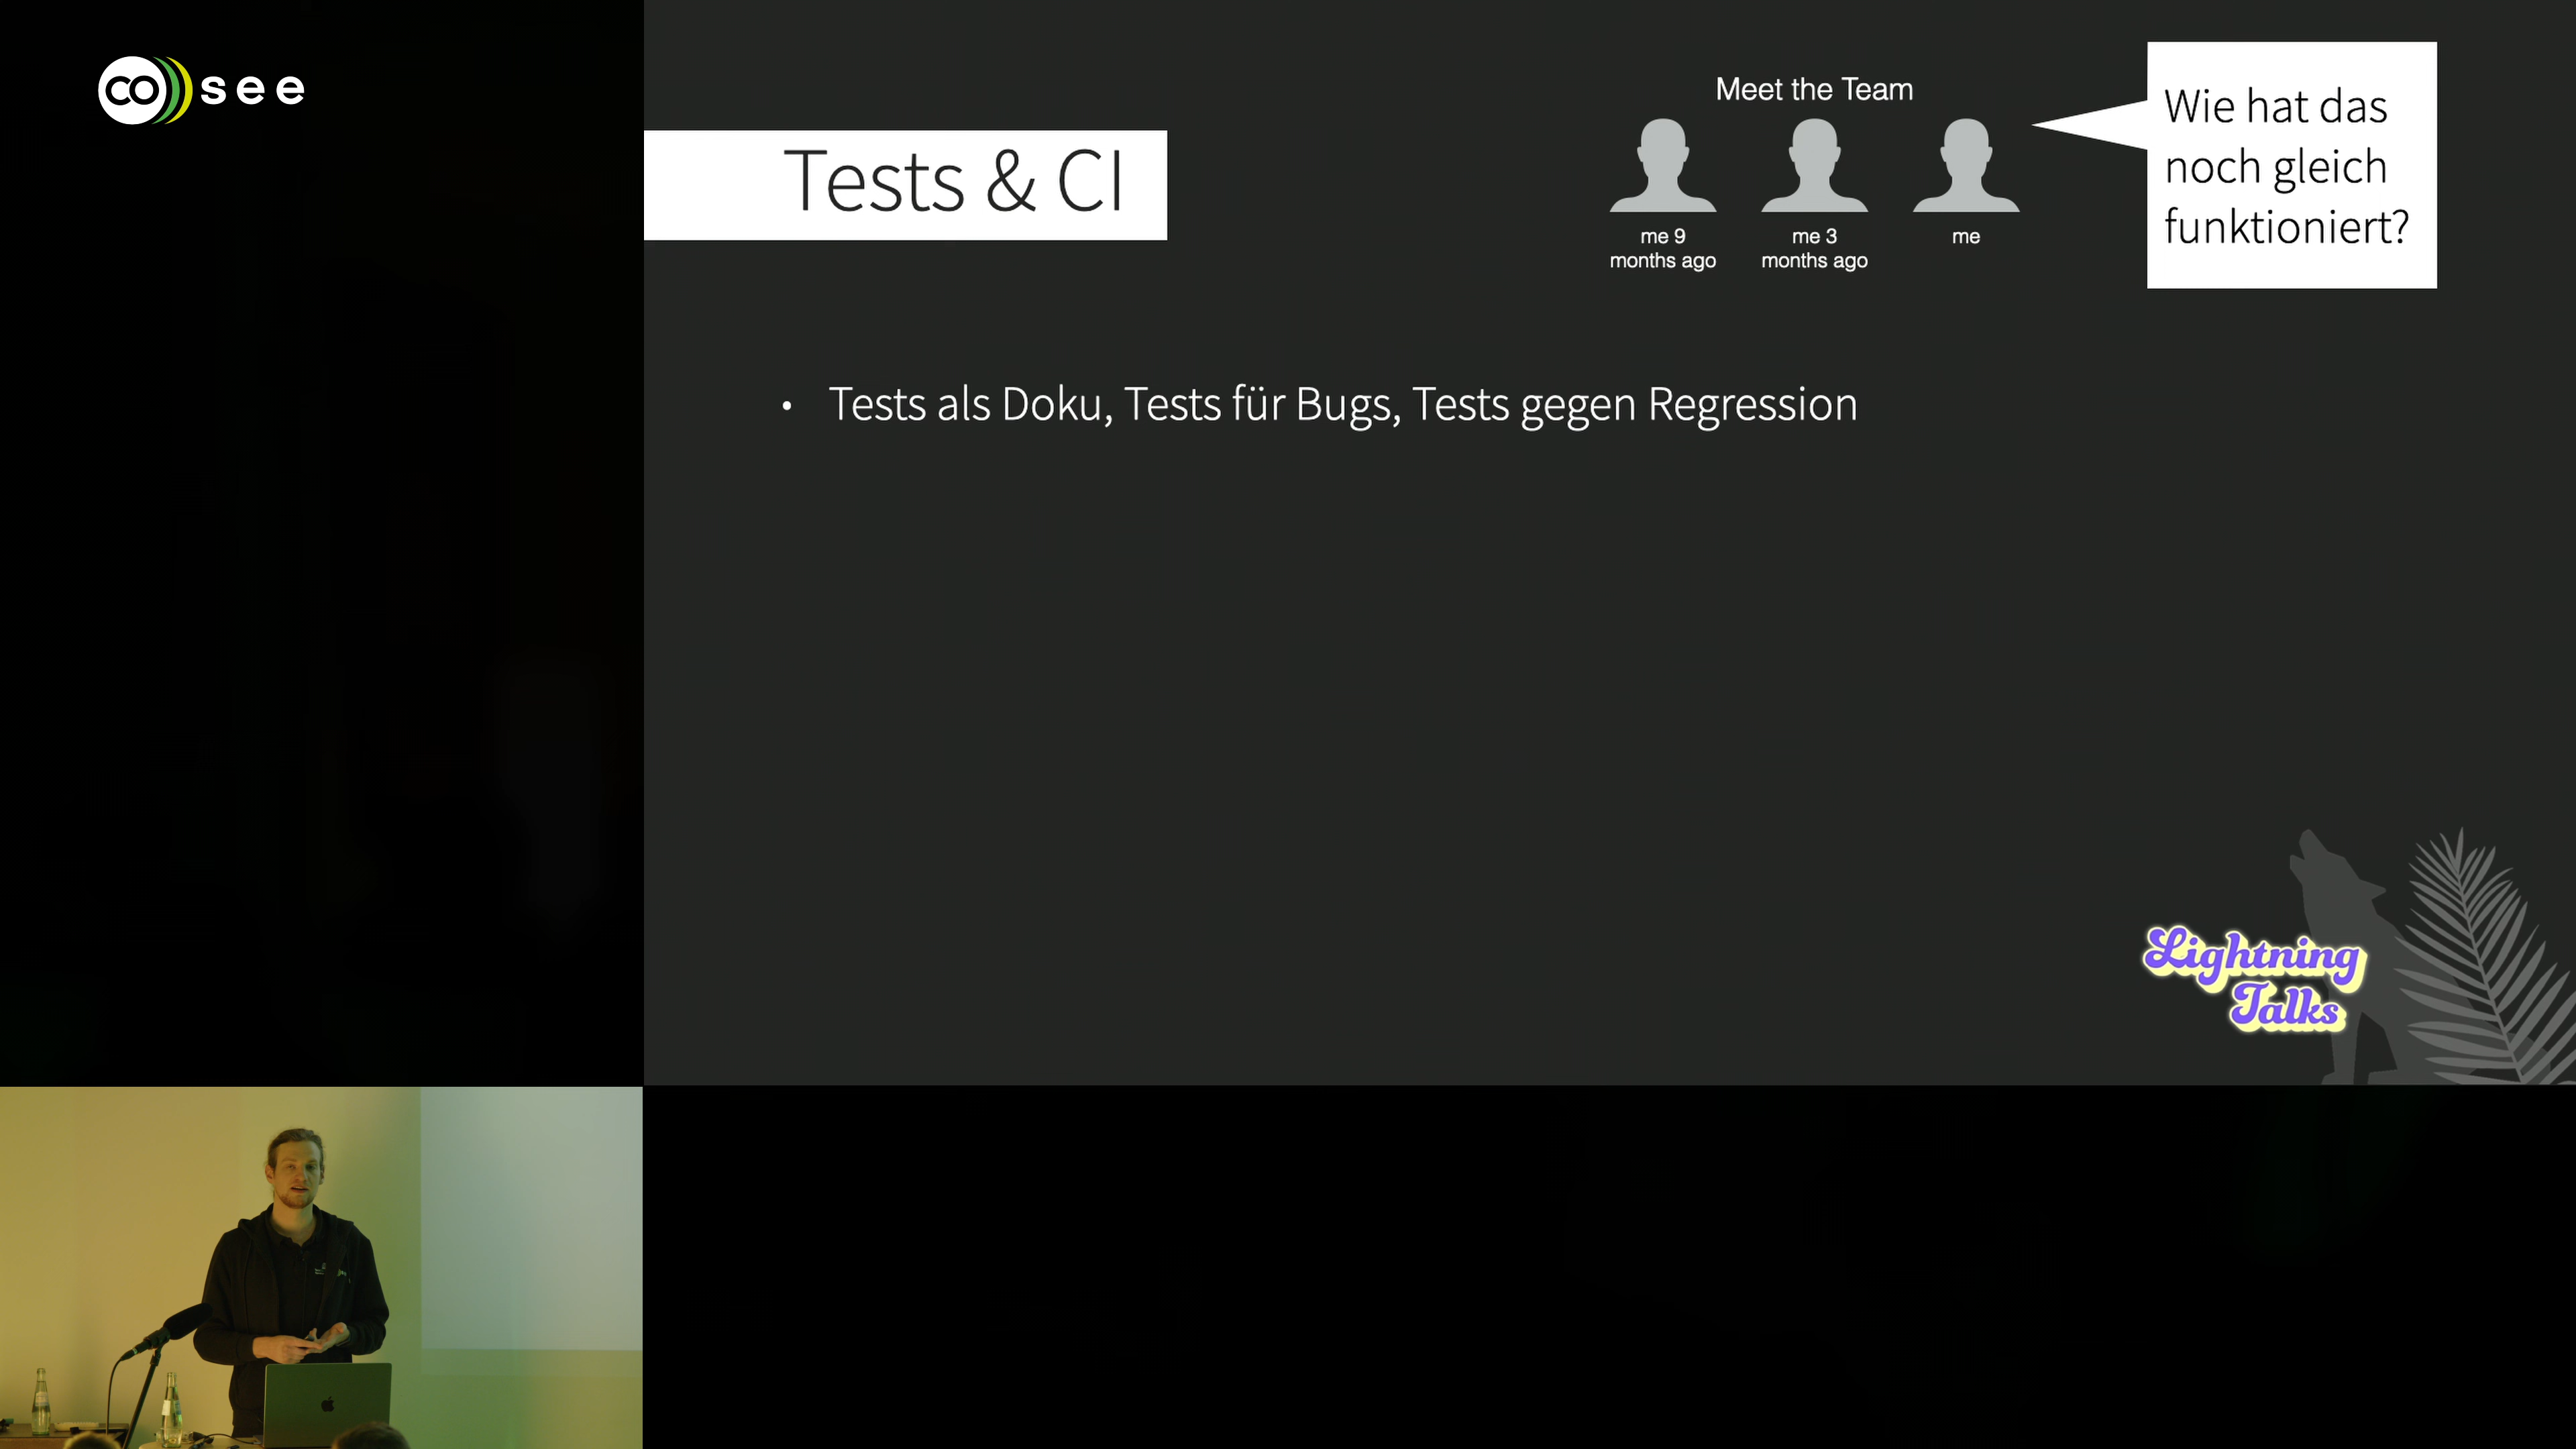 co see
Tests & CI
Meet the Team
me 9
months ago
me 3
months ago
me
Wie hat das
noch gleich
funktioniert?
• Tests als Doku, Tests für Bugs, Tests gegen Regression
Lightning
Talks